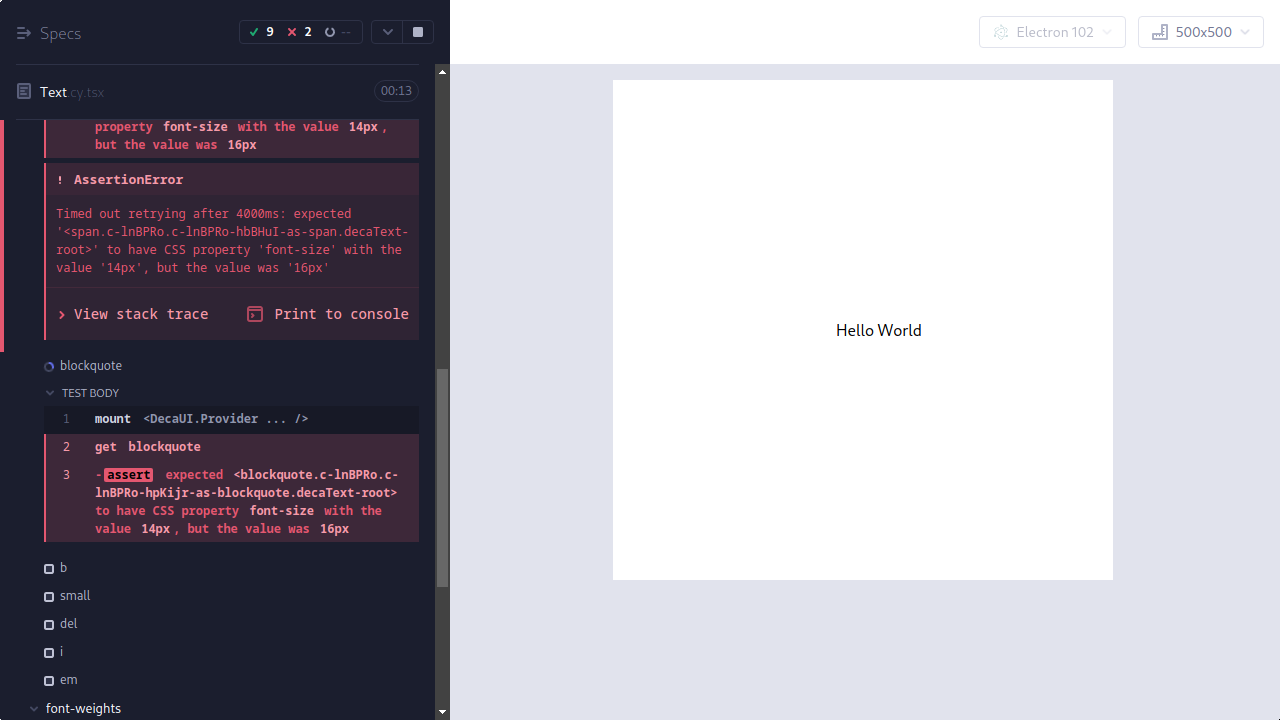 Specs
9
2
--
Electron 102
500x500
Text.cy.tsx
00:13
property font-size with the value 14px,
but the value was 16px
! AssertionError
Timed out retrying after 4000ms: expected
'<span.c-lnBPRo.c-lnBPRo-hbBHuI-as-span.decaText-
root>' to have CSS property 'font-size' with the
value '14px', but the value was '16px'
View stack trace
Print to console
blockquote
TEST BODY
1 mount <DecaUI.Provider ... />
2 get blockquote
3 -assert expected <blockquote.c-lnBPRo.c-
lnBPRo-hpKijr-as-blockquote.decaText-root>
to have CSS property font-size with the
value 14px, but the value was 16px
b
small
del
i
em
font-weights
Hello World